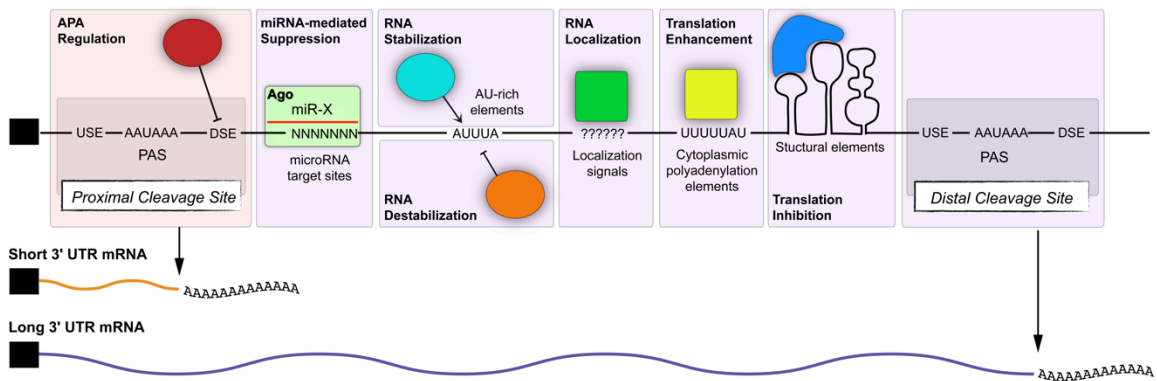 APA
Regulation
miRNA-mediated
Suppression
RNA
Stabilization
RNA
Localization
Translation
Enhancement
Ago
miR-X
AU-rich
elements
USE
AAUAAA
DSE
NNNNNNN
AUUUA
??????
UUUUUAU
USE
AAUAAA
DSE
PAS
microRNA
target sites
Localization
signals
Cytoplasmic
polyadenylation
elements
Stuctural elements
PAS
Proximal Cleavage Site
RNA
Destabilization
Translation
Inhibition
Distal Cleavage Site
Short 3' UTR mRNA
AAAAAAAAAAAAA
Long 3' UTR mRNA
AAAAAAAAAAAAA